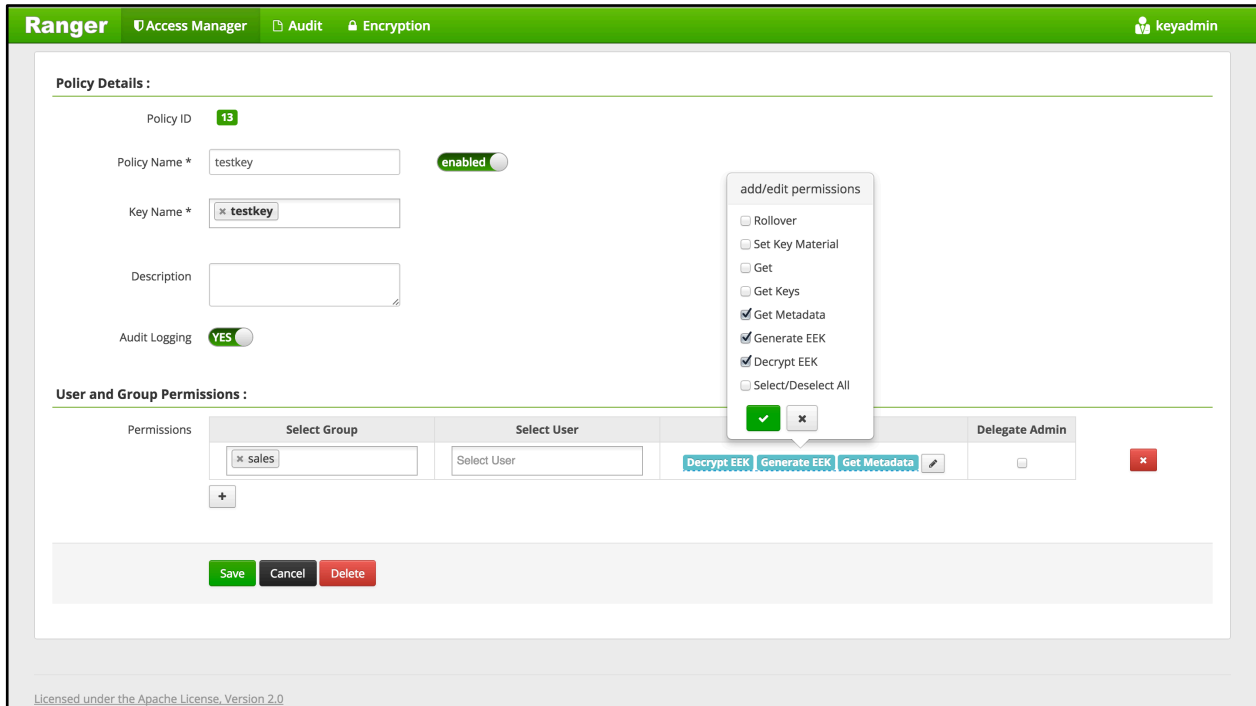 Ranger Access Manager Audit Encryption keyadmin
Policy Details :
Policy ID 13
Policy Name * testkey enabled
add/edit permissions
Key Name * × testkey
Rollover
Set Key Material
Get
Description
Get Keys
Get Metadata
Audit Logging YES
Generate EEK
Decrypt EEK
Select/Deselect All
User and Group Permissions :
Permissions Select Group Select User Delegate Admin
× sales Select User Decrypt EEK Generate EEK Get Metadata
+
Save Cancel Delete
Licensed under the Apache License, Version 2.0